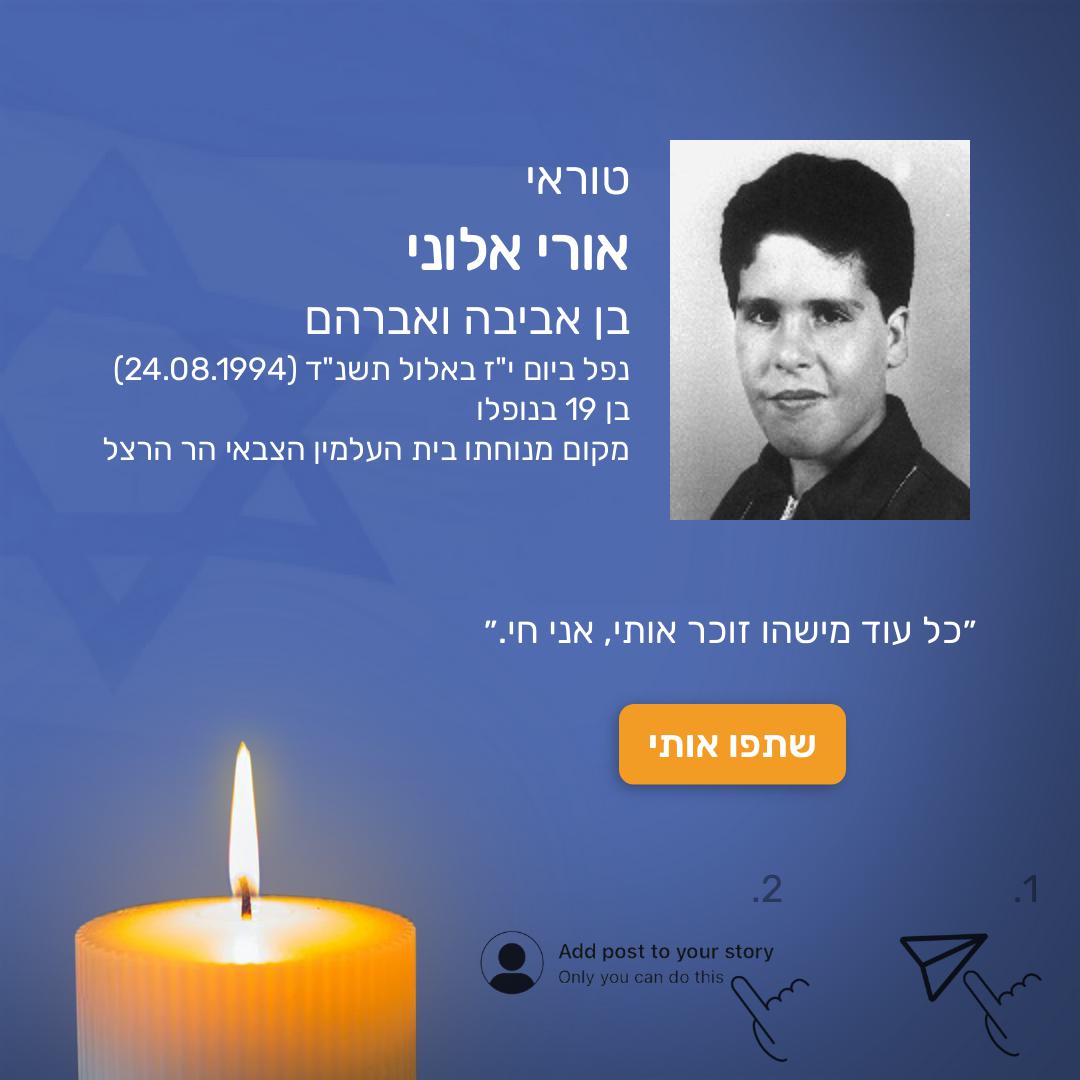 טוראי
אורי אלוני
בן אביבה ואברהם
נפל ביום י"ז באלול תשנ"ד (24.08.1994)
בן 19 בנופלו
מקום מנוחתו בית העלמין הצבאי הר הרצל
״כל עוד מישהו זוכר אותי, אני חי.״
שתפו אותי
.1
.2
Add post to your story
Only you can do this